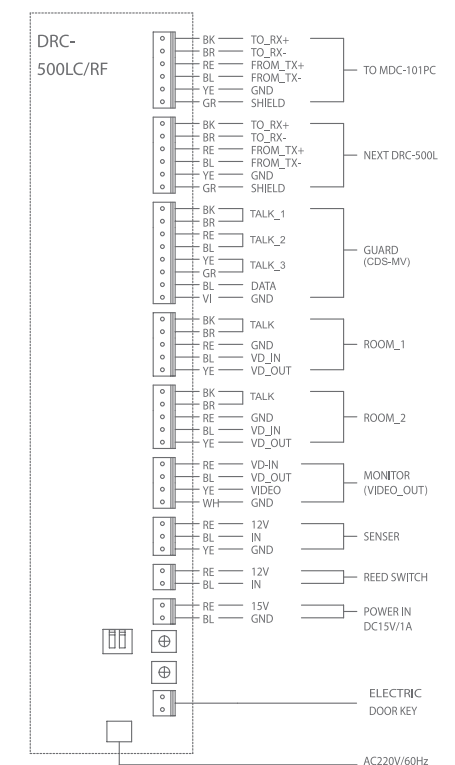 DRC-
500LC/RF
BK TO_RX+
BR TO_RX-
RE FROM_TX+
BL FROM_TX-
YE GND
GR SHIELD
TO MDC-101PC
BK TO_RX+
BR TO_RX-
RE FROM_TX+
BL FROM_TX-
YE GND
GR SHIELD
NEXT DRC-500L
BK
BR
TALK_1
RE
BL
TALK_2
YE
GR
TALK_3
BL DATA
VI GND
GUARD
(CDS-MV)
BK
BR
TALK
RE GND
BL VD_IN
YE VD_OUT
ROOM_1
BK
BR
TALK
RE GND
BL VD_IN
YE VD_OUT
ROOM_2
RE VD-IN
BL VD_OUT
YE VIDEO
WH GND
MONITOR
(VIDEO_OUT)
RE 12V
BL IN
YE GND
SENSER
RE 12V
BL IN
REED SWITCH
RE 15V
BL GND
POWER IN
DC15V/1A
ELECTRIC
DOOR KEY
AC220V/60Hz